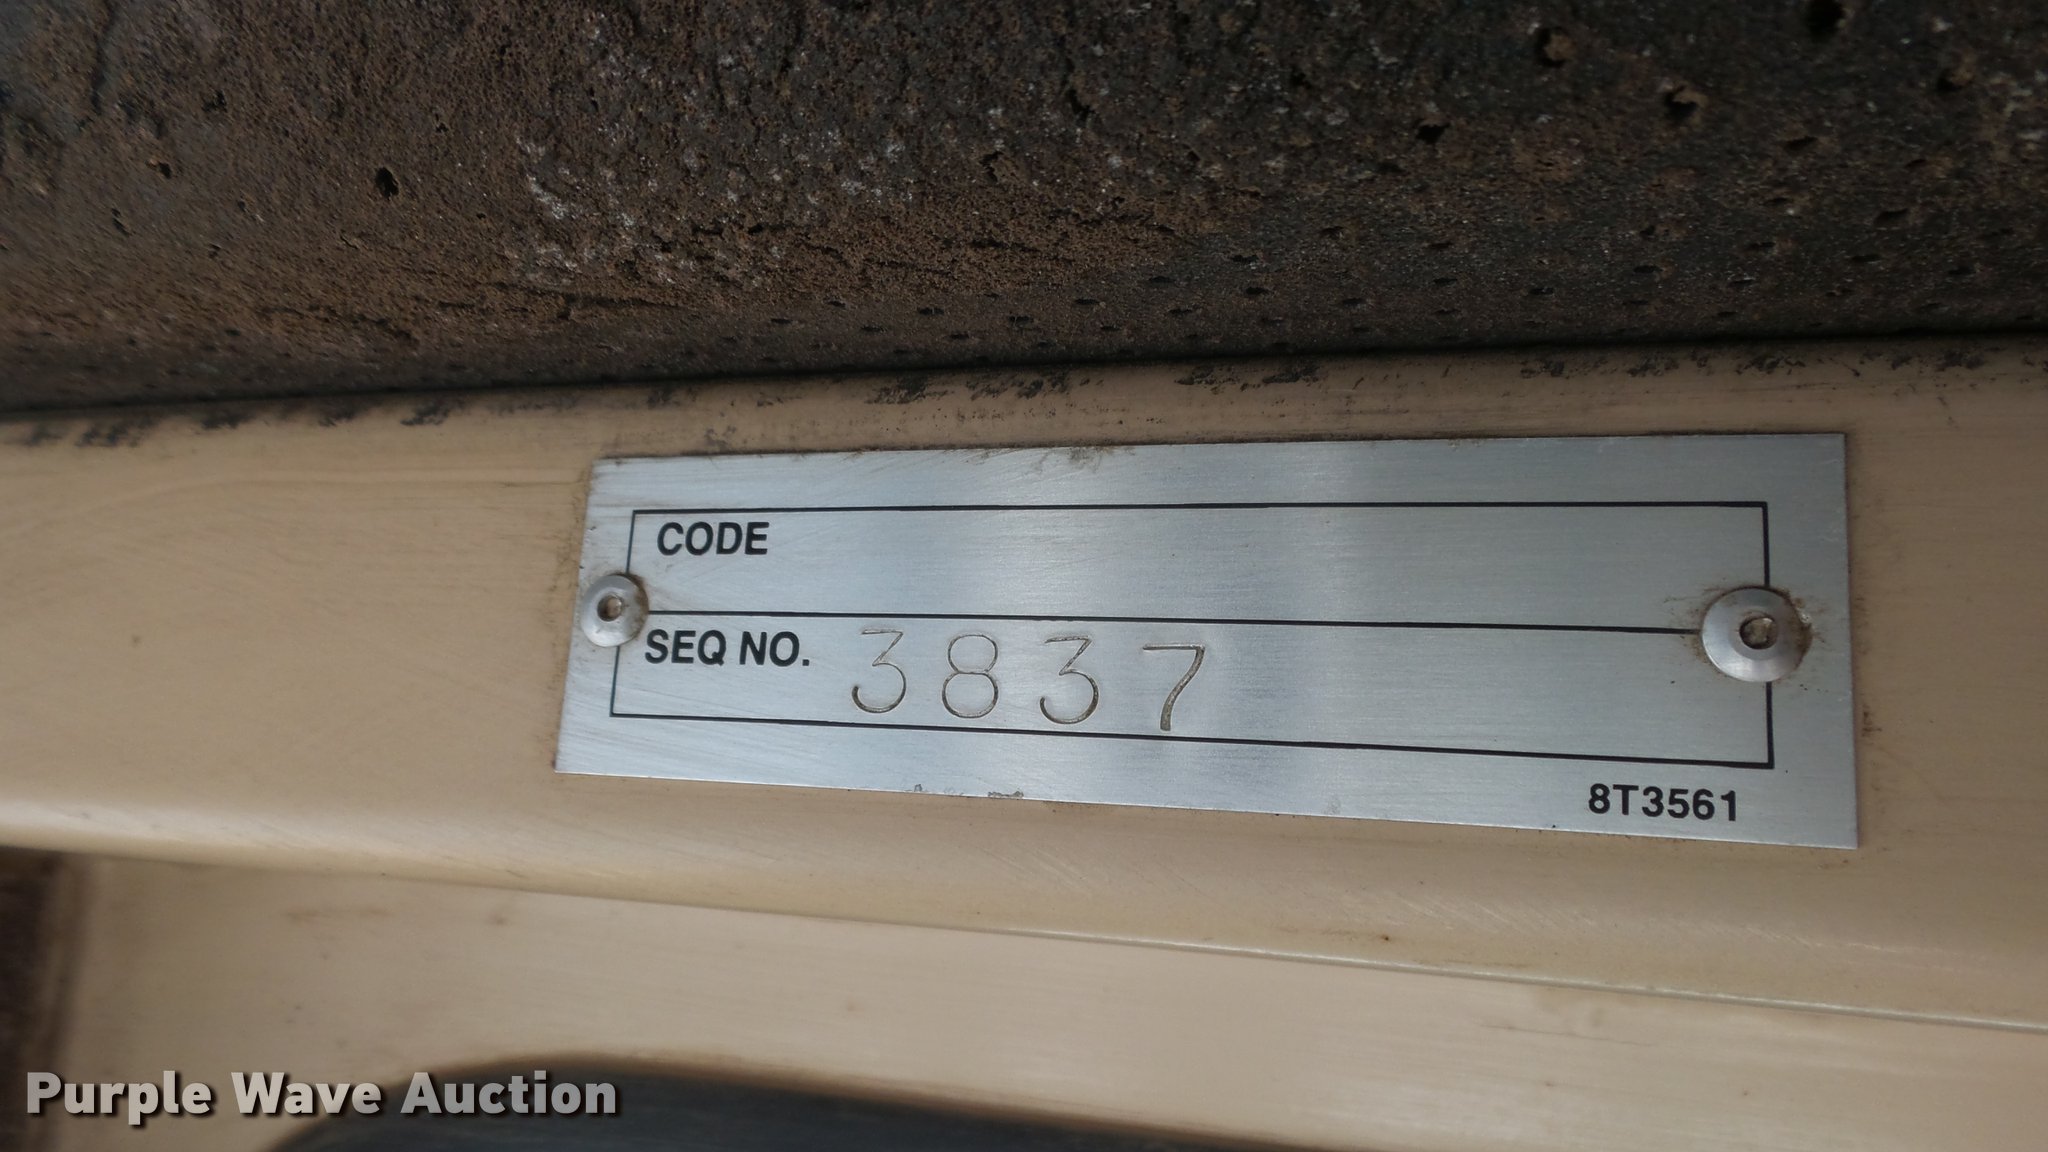 CODE
SEQ NO. 3837
8T3561
Purple Wave Auction